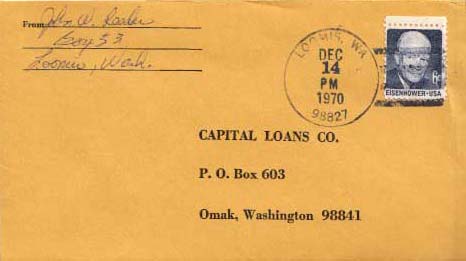 From John W.
Box 53
Loomis, Wash.
LOOMIS, WA
DEC
14
PM
1970
98827
6¢
EISENHOWER·USA
CAPITAL LOANS CO.
P. O. Box 603
Omak, Washington 98841